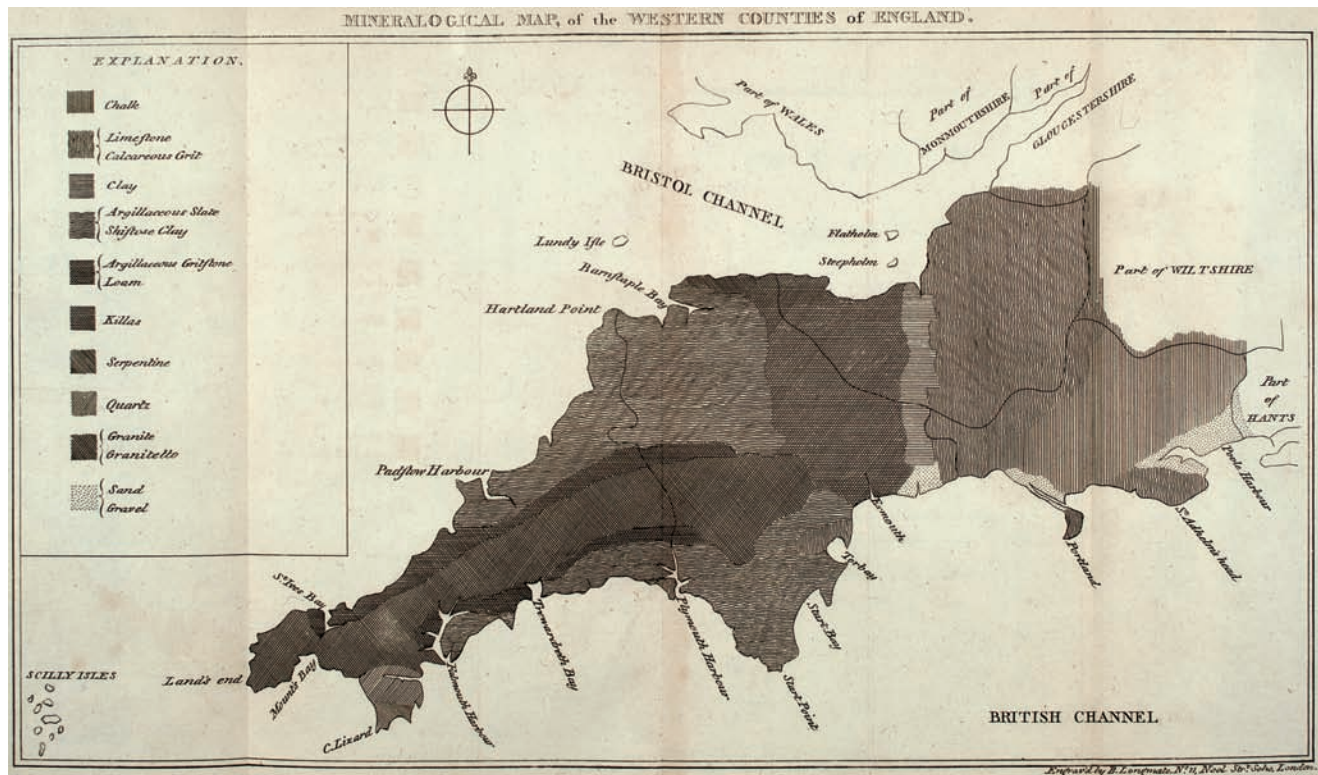 MINERALOGICAL MAP, of the WESTERN COUNTIES of ENGLAND.
EXPLANATION.
Chalk
Limestone
Calcareous Grit
Clay
Argillaceous Slate
Shistose Clay
Argillaceous Gritstone
Loam
Killas
Serpentine
Quartz
Granite
Granitello
Sand
Gravel
Part of WALES
Part of
MONMOUTHSHIRE
Part of
GLOUCESTERSHIRE
BRISTOL CHANNEL
Lundy Isle
Flatholm
Steepholm
Barnstaple Bay
Hartland Point
Part of WILTSHIRE
Part
of
HANTS
Padstow Harbour
Poole Harbour
St. Adhelm's head
Portland
Exmouth
Torbay
Start Bay
Start Point
Plymouth Harbour
Trewardreth Bay
Falmouth Harbour
C. Lizard
Mount's Bay
St. Ives Bay
Land's end
SCILLY ISLES
BRITISH CHANNEL
Engraved by B. Longmate, No. 11, Noel Str. Soho, London.